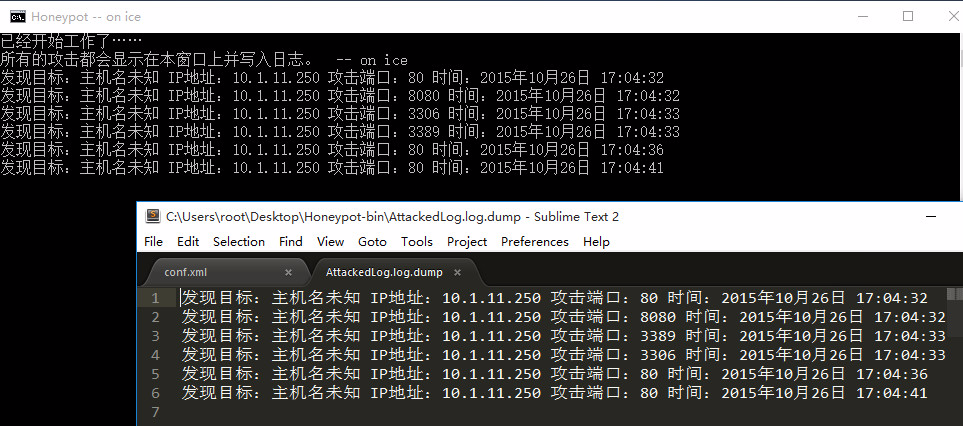 Honeypot -- on ice
已经开始工作了……
所有的攻击都会显示在本窗口上并写入日志。 -- on ice
发现目标: 主机名未知 IP地址: 10.1.11.250 攻击端口: 80 时间: 2015年10月26日 17:04:32
发现目标: 主机名未知 IP地址: 10.1.11.250 攻击端口: 8080 时间: 2015年10月26日 17:04:32
发现目标: 主机名未知 IP地址: 10.1.11.250 攻击端口: 3306 时间: 2015年10月26日 17:04:33
发现目标: 主机名未知 IP地址: 10.1.11.250 攻击端口: 3389 时间: 2015年10月26日 17:04:33
发现目标: 主机名未知 IP地址: 10.1.11.250 攻击端口: 80 时间: 2015年10月26日 17:04:36
发现目标: 主机名未知 IP地址: 10.1.11.250 攻击端口: 80 时间: 2015年10月26日 17:04:41
C:\Users\root\Desktop\Honeypot-bin\AttackedLog.log.dump - Sublime Text 2
File Edit Selection Find View Goto Tools Project Preferences Help
conf.xml × AttackedLog.log.dump ×
1 发现目标: 主机名未知 IP地址: 10.1.11.250 攻击端口: 80 时间: 2015年10月26日 17:04:32
2 发现目标: 主机名未知 IP地址: 10.1.11.250 攻击端口: 8080 时间: 2015年10月26日 17:04:32
3 发现目标: 主机名未知 IP地址: 10.1.11.250 攻击端口: 3389 时间: 2015年10月26日 17:04:33
4 发现目标: 主机名未知 IP地址: 10.1.11.250 攻击端口: 3306 时间: 2015年10月26日 17:04:33
5 发现目标: 主机名未知 IP地址: 10.1.11.250 攻击端口: 80 时间: 2015年10月26日 17:04:36
6 发现目标: 主机名未知 IP地址: 10.1.11.250 攻击端口: 80 时间: 2015年10月26日 17:04:41
7